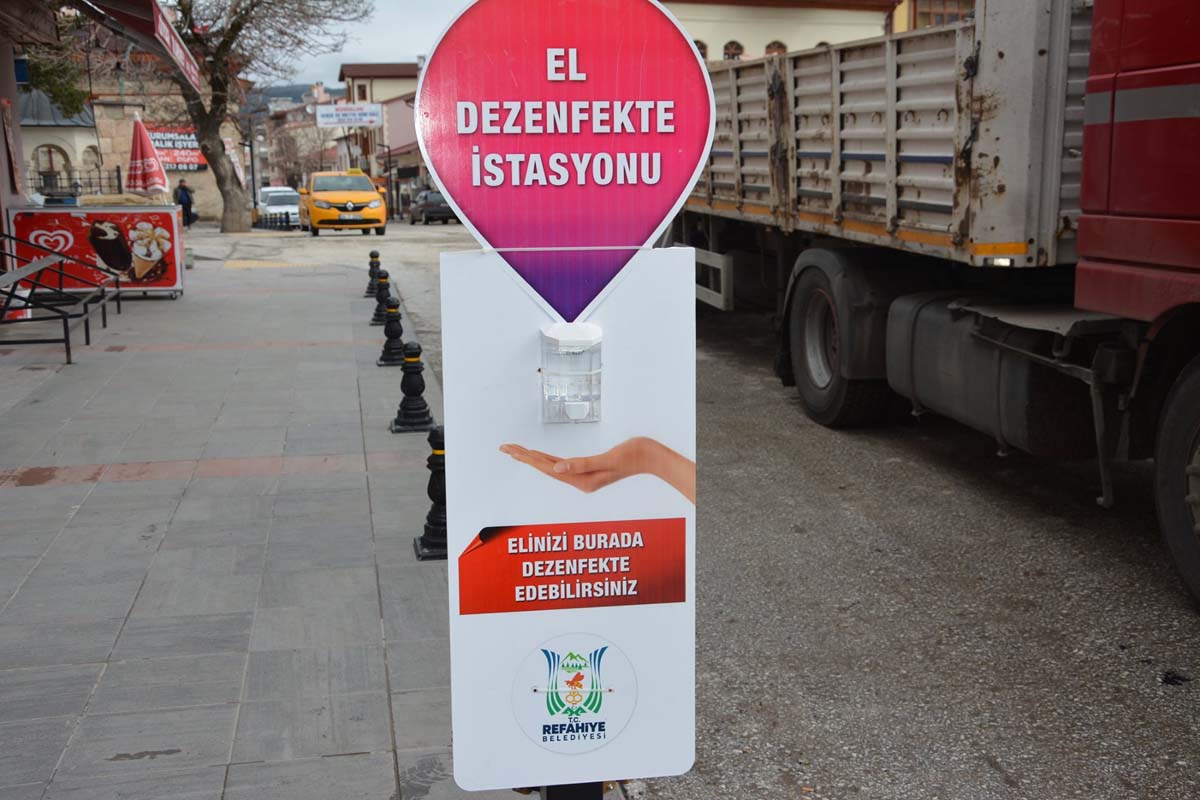 EL
DEZENFEKTE
İSTASYONU
ELİNİZİ BURADA
DEZENFEKTE
EDEBİLİRSİNİZ
T.C.
REFAHİYE
BELEDİYESİ